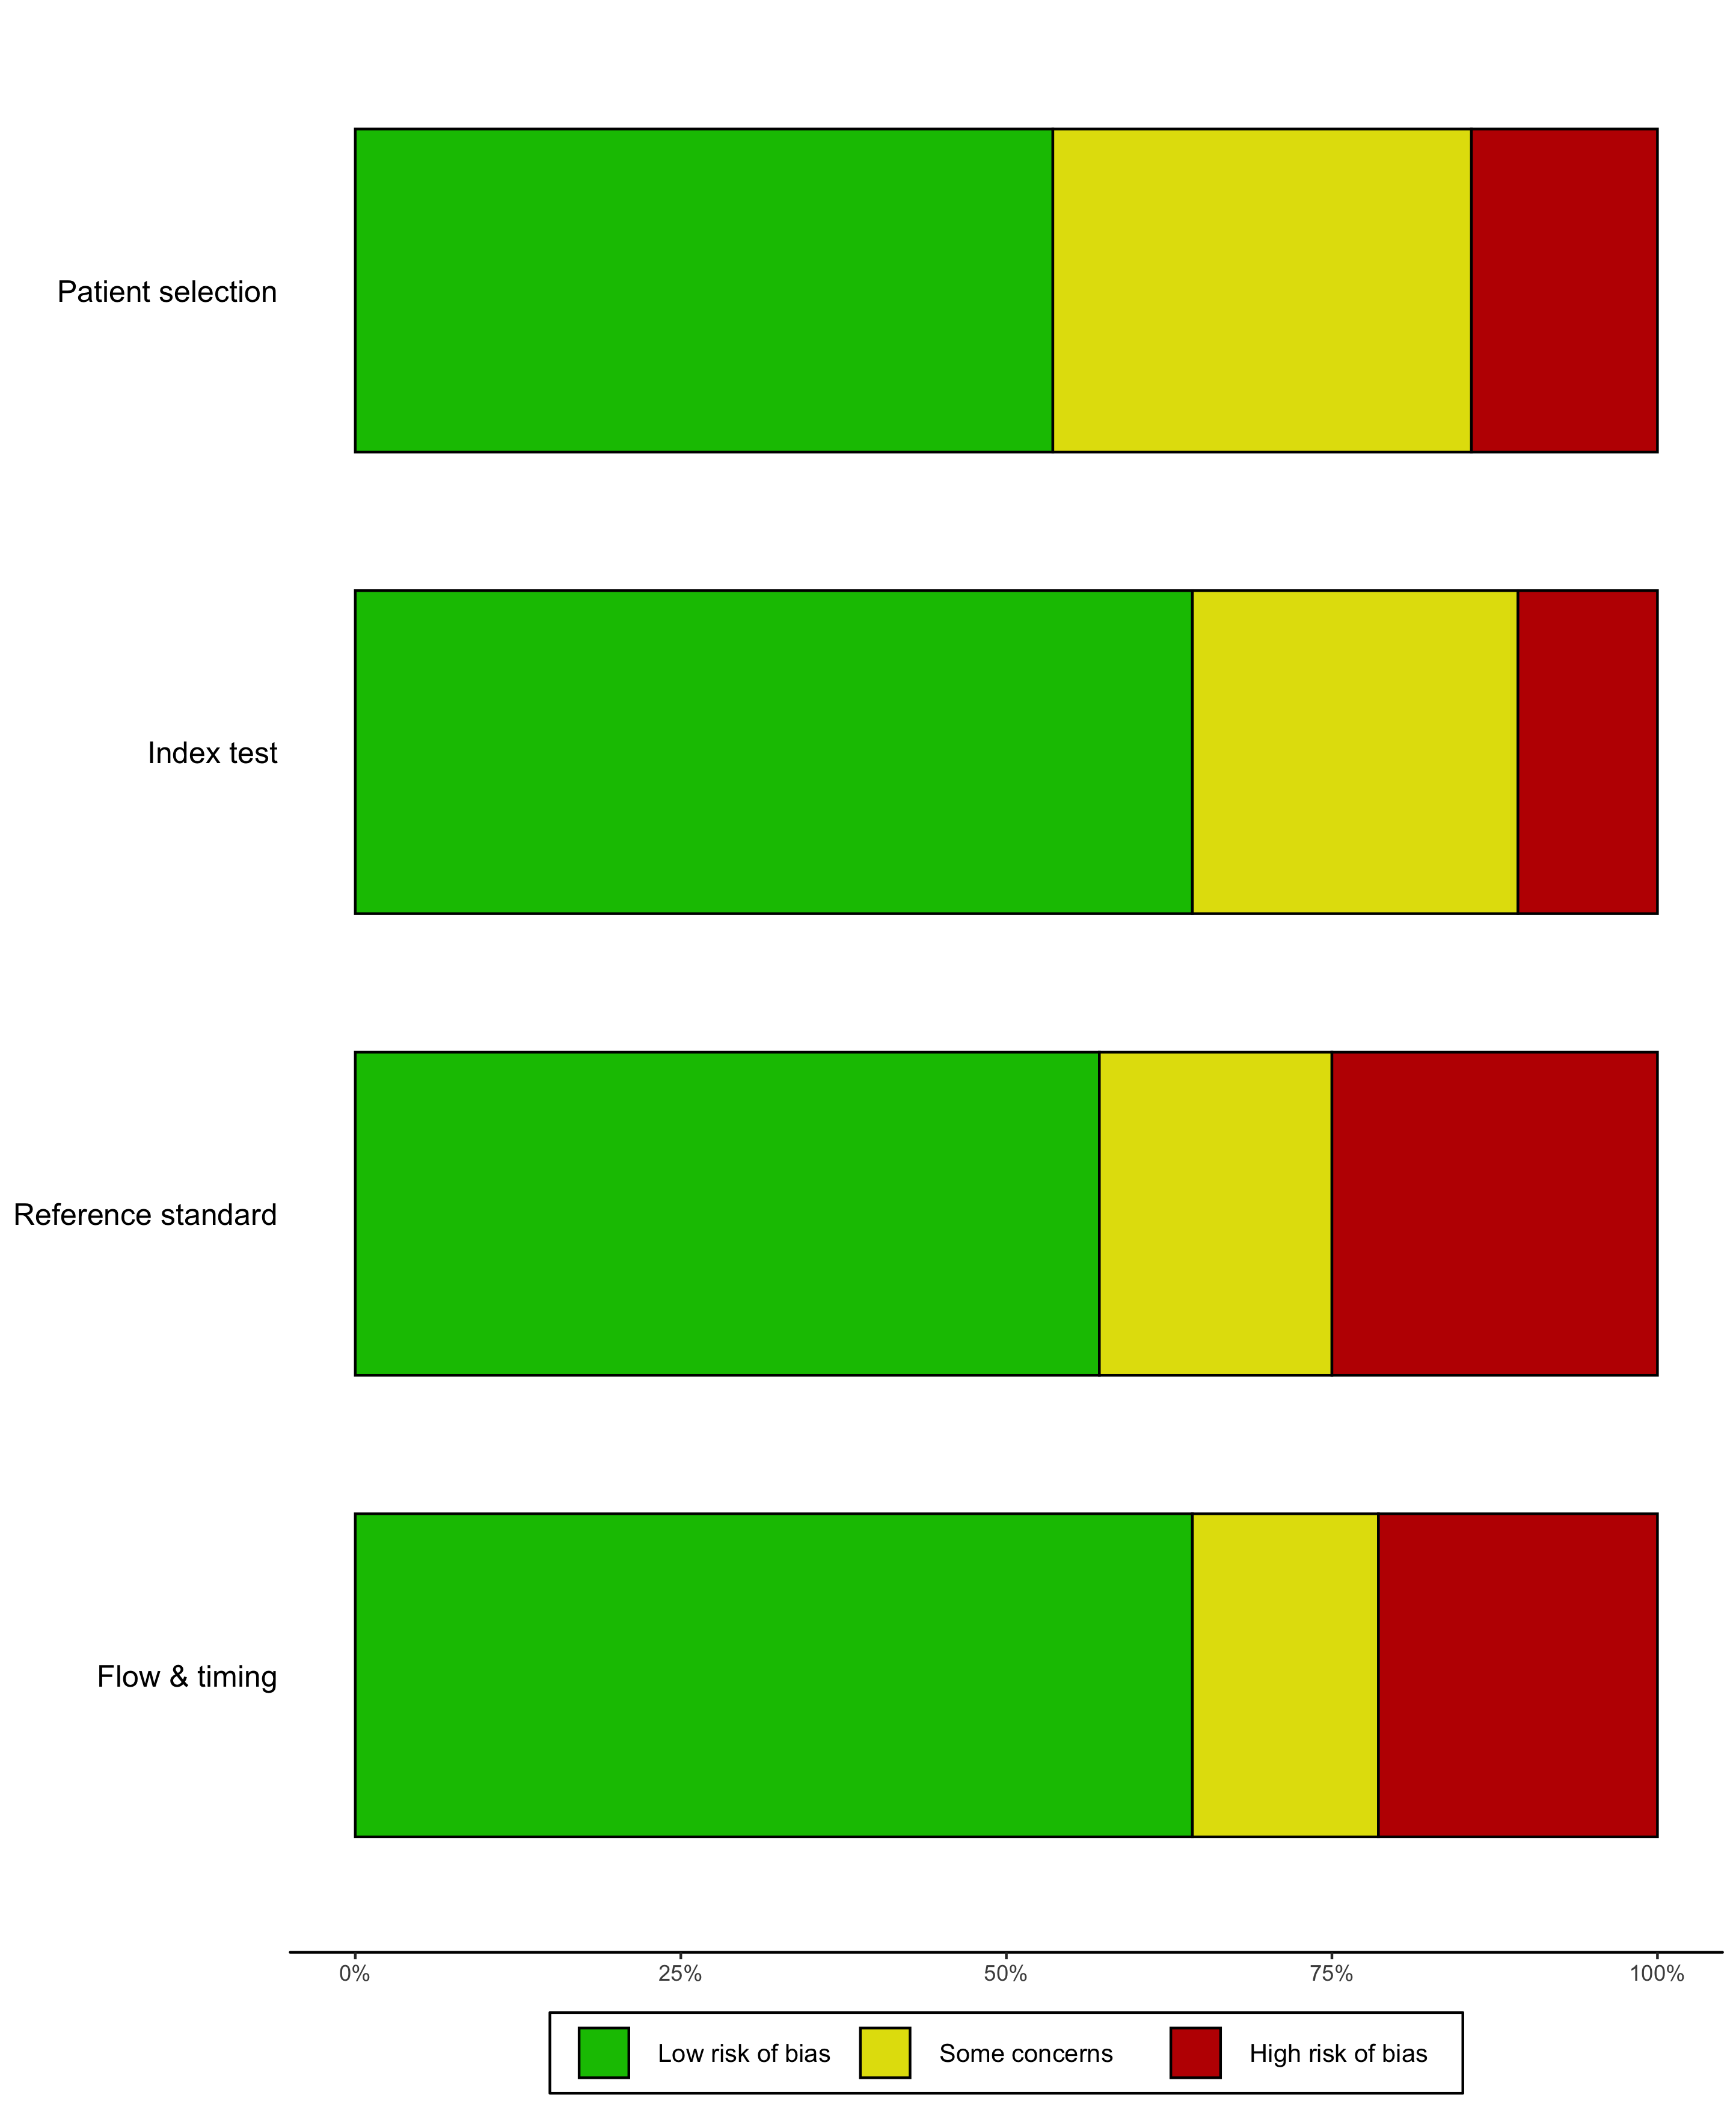 Patient selection
Index test
Reference standard
Flow & timing
0% 25% 50% 75% 100%
Low risk of bias Some concerns High risk of bias